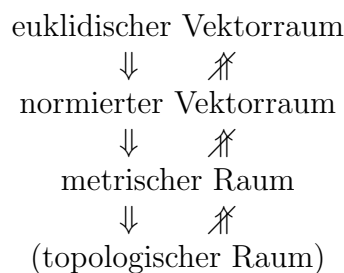 euklidischer Vektorraum
⇓ ⇑̸
normierter Vektorraum
⇓ ⇑̸
metrischer Raum
⇓ ⇑̸
(topologischer Raum)